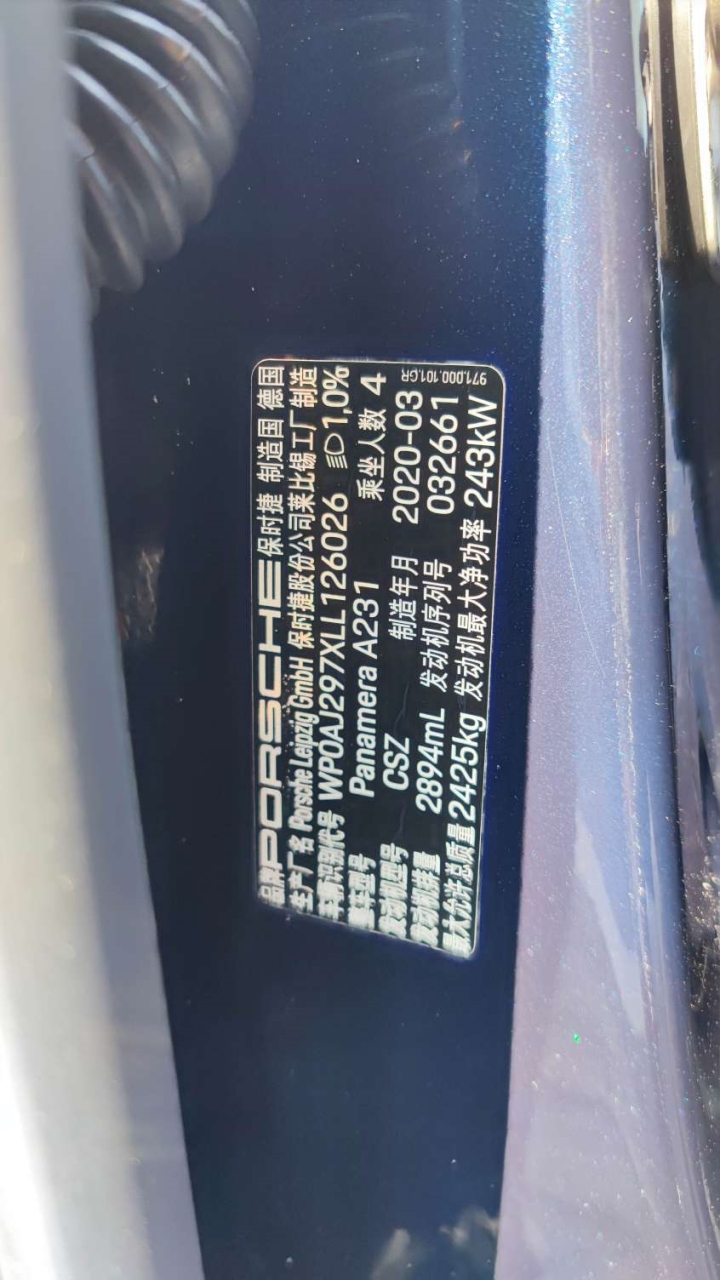 品牌 PORSCHE 保时捷 制造国 德国
生产厂名 Porsche Leipzig GmbH 保时捷股份公司莱比锡工厂制造
车辆识别代号 WP0AJ297XLL126026 1,0%
整车型号 Panamera A231 乘坐人数 4
发动机型号 CSZ 制造年月 2020-03
发动机排量 2894mL 发动机序列号 032661
最大允许总质量 2425kg 发动机最大净功率 243kW
971.000.101.GR